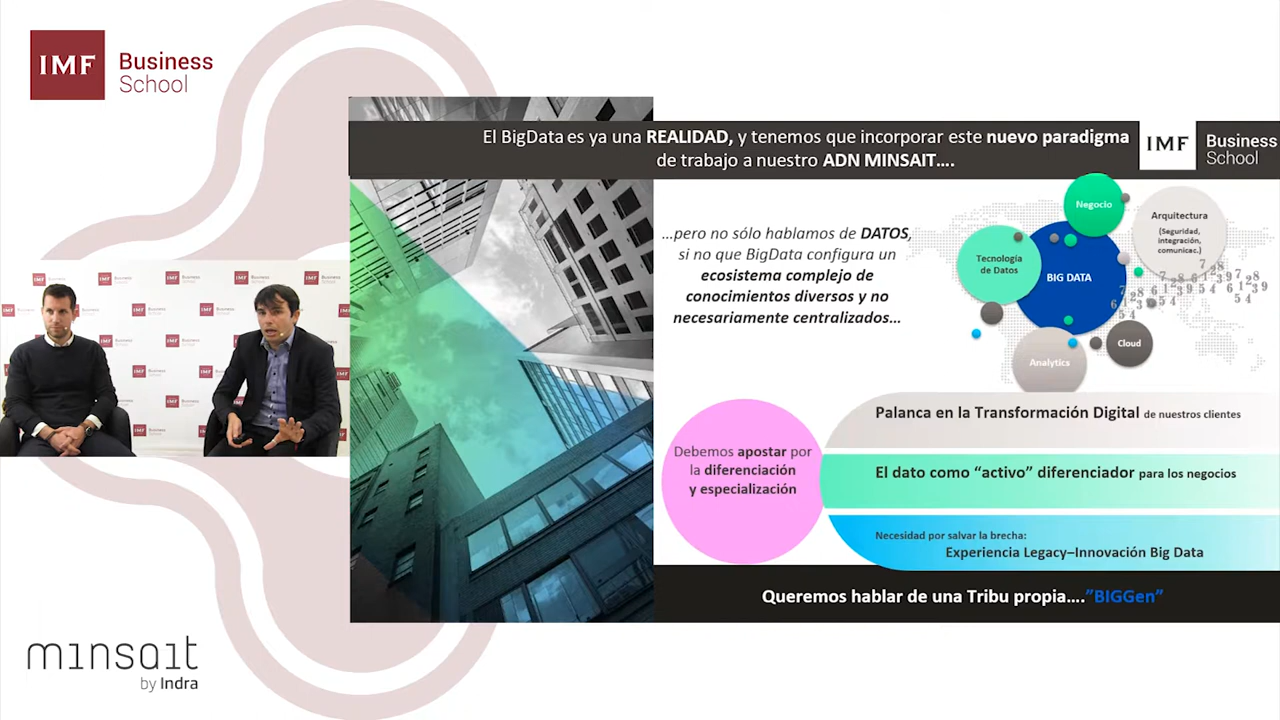 IMF
Business
School
El BigData es ya una REALIDAD, y tenemos que incorporar este nuevo paradigma
de trabajo a nuestro ADN MINSAIT....
IMF
Business
School
...pero no sólo hablamos de DATOS,
si no que BigData configura un
ecosistema complejo de
conocimientos diversos y no
necesariamente centralizados...
Negocio
Arquitectura
(Seguridad,
integración,
comunicac.)
Tecnología
de Datos
BIG DATA
Cloud
Analytics
Debemos apostar por
la diferenciación
y especialización
Palanca en la Transformación Digital de nuestros clientes
El dato como “activo” diferenciador para los negocios
Necesidad por salvar la brecha:
Experiencia Legacy–Innovación Big Data
Queremos hablar de una Tribu propia....”BIGGen”
minsait
by Indra